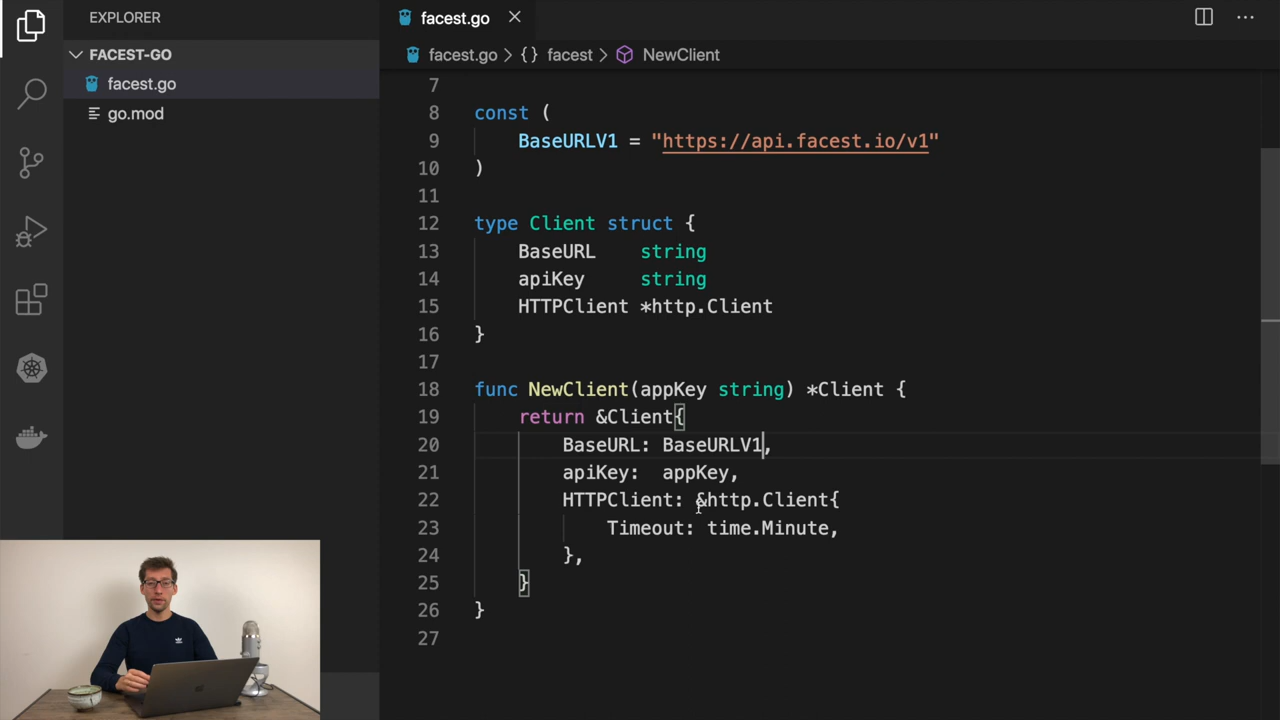 EXPLORER
FACEST-GO
facest.go
go.mod
facest.go
facest.go > {} facest > NewClient
7
8 const (
9 BaseURLV1 = "https://api.facest.io/v1"
10 )
11
12 type Client struct {
13 BaseURL string
14 apiKey string
15 HTTPClient *http.Client
16 }
17
18 func NewClient(appKey string) *Client {
19 return &Client{
20 BaseURL: BaseURLV1,
21 apiKey: appKey,
22 HTTPClient: &http.Client{
23 Timeout: time.Minute,
24 },
25 }
26 }
27